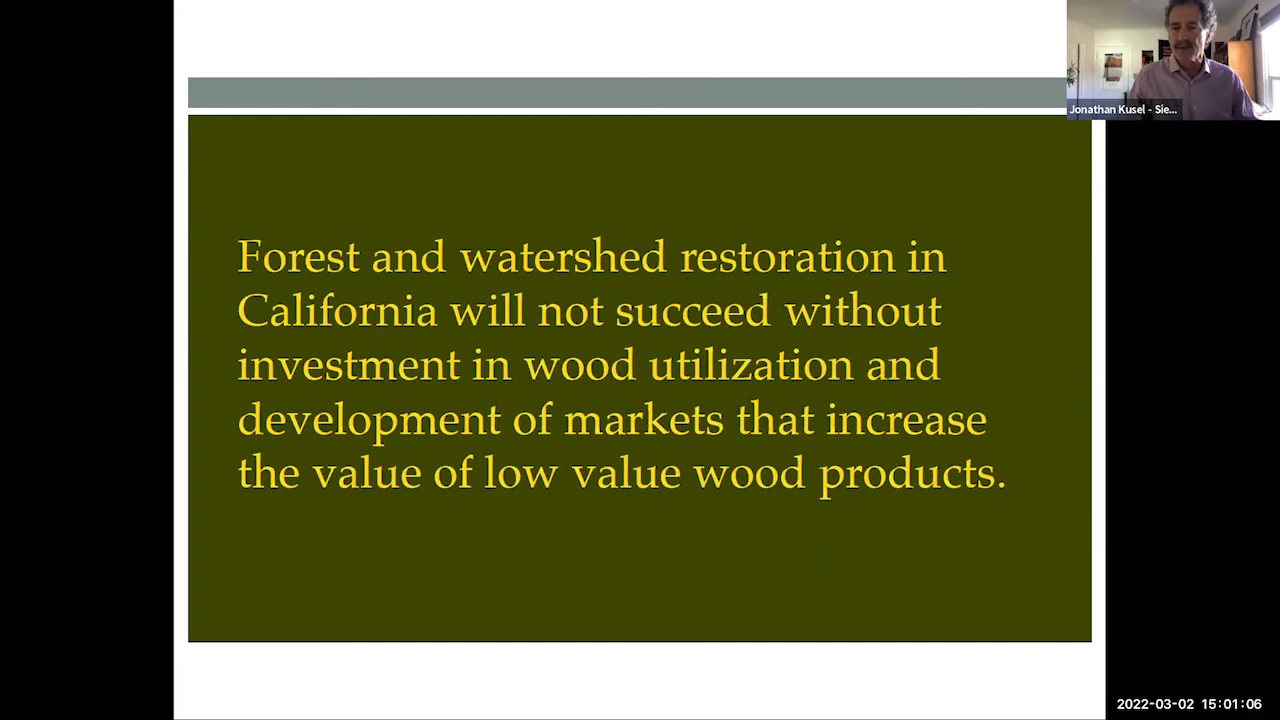 Jonathan Kusel - Sie...
Forest and watershed restoration in
California will not succeed without
investment in wood utilization and
development of markets that increase
the value of low value wood products.
2022-03-02 15:01:06